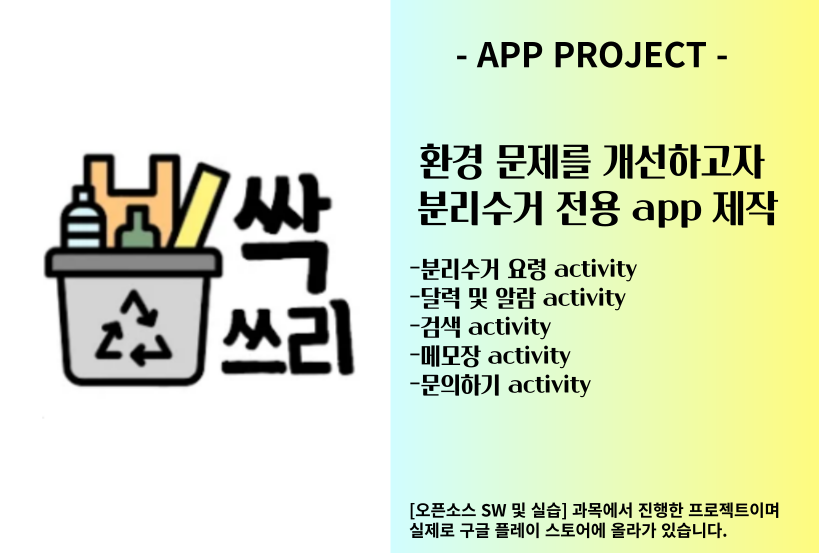 싹
쓰리
- APP PROJECT -
환경 문제를 개선하고자
분리수거 전용 app 제작
-분리수거 요령 activity
-달력 및 알람 activity
-검색 activity
-메모장 activity
-문의하기 activity
[오픈소스 SW 및 실습] 과목에서 진행한 프로젝트이며
실제로 구글 플레이 스토어에 올라가 있습니다.